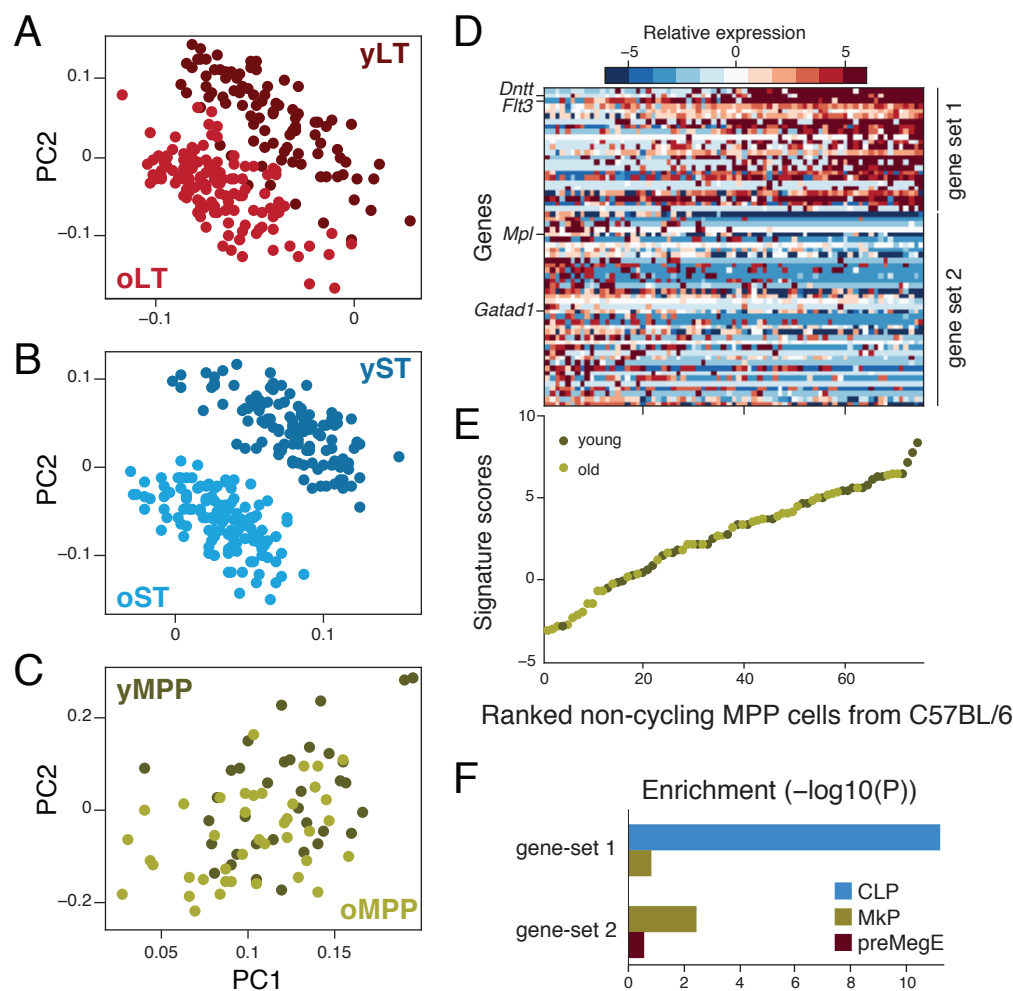 A
yLT
oLT
PC2
0.1
0
−0.1
−0.1
0
B
yST
oST
PC2
0.1
0
−0.1
0
0.1
C
yMPP
oMPP
PC2
0.2
0
−0.2
0.05
0.1
0.15
PC1
D
Relative expression
−5
0
5
Dntt
Flt3
Mpl
Gatad1
Genes
gene set 1
gene set 2
E
young
old
Signature scores
10
5
0
−5
0
20
40
60
Ranked non-cycling MPP cells from C57BL/6
F
Enrichment (−log10(P))
gene-set 1
gene-set 2
CLP
MkP
preMegE
0
2
4
6
8
10